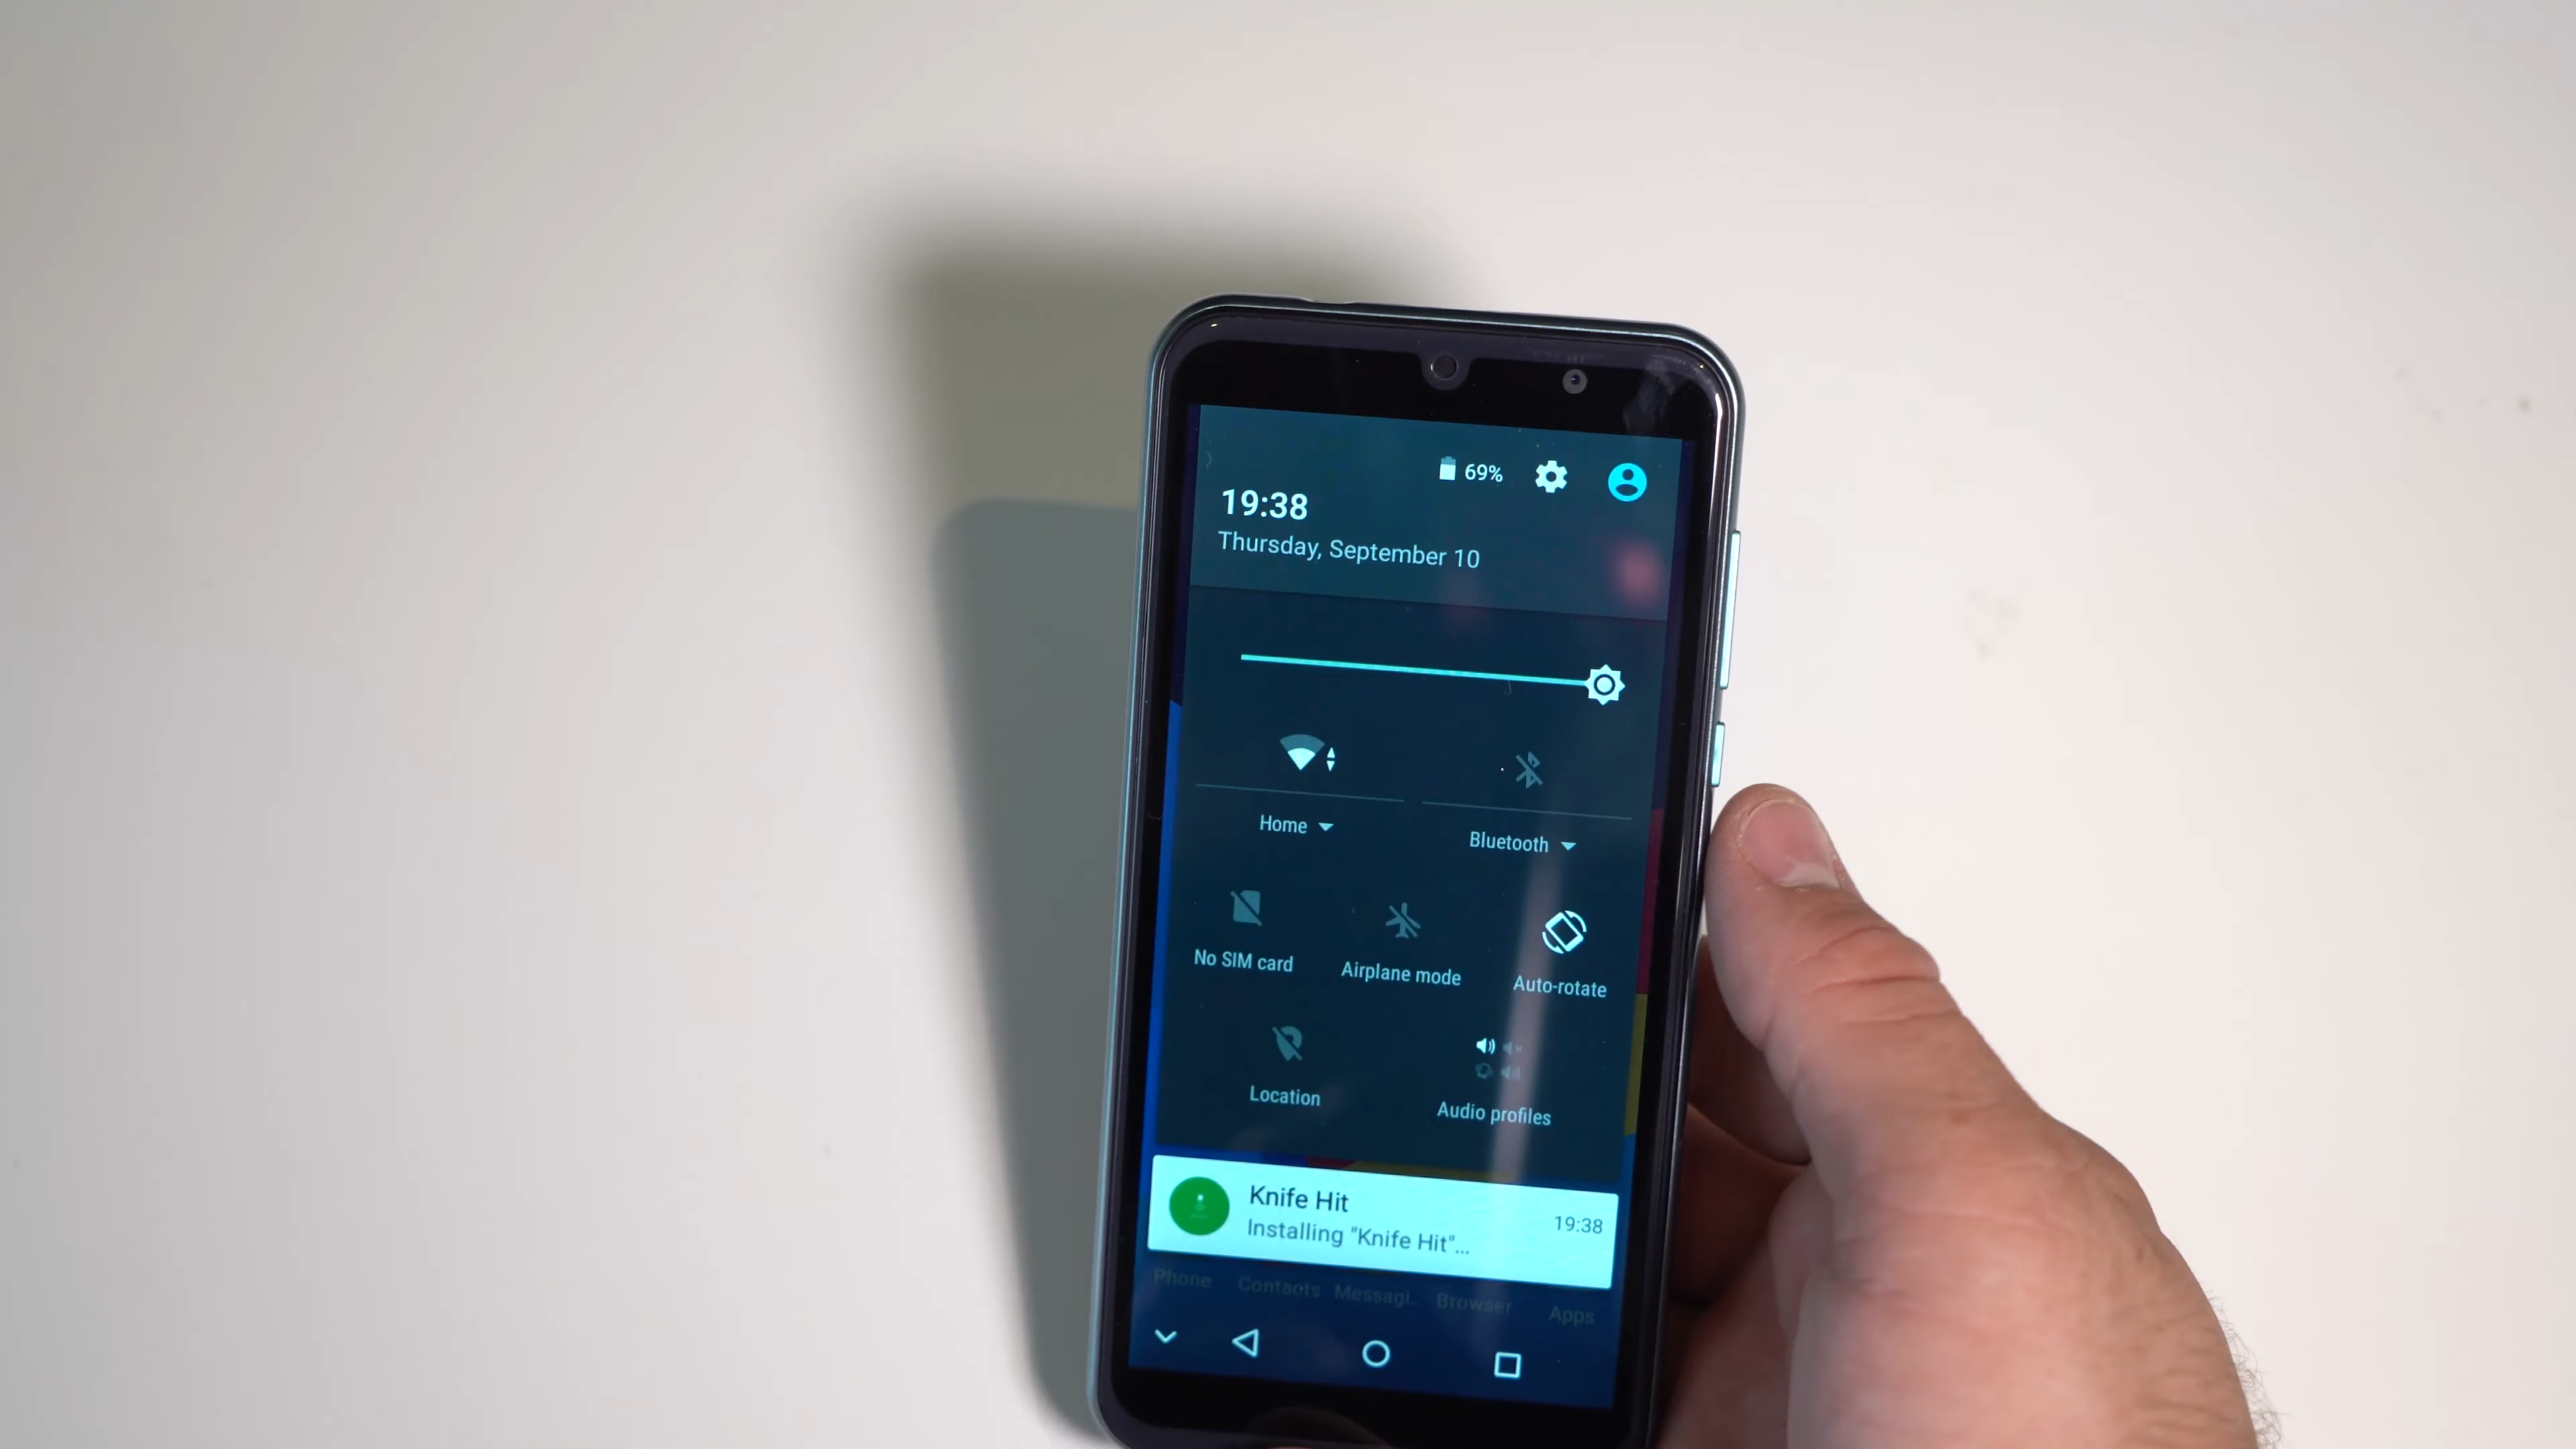 69%
19:38
Thursday, September 10
Home
Bluetooth
No SIM card
Airplane mode
Auto-rotate
Location
Audio profiles
Knife Hit
19:38
Installing "Knife Hit"...
Phone
Contacts
Messagi..
Browser
Apps